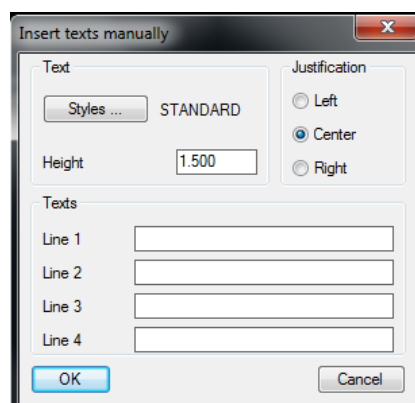 Insert texts manually
Text
Styles ... STANDARD
Height 1.500
Justification
Left
Center
Right
Texts
Line 1
Line 2
Line 3
Line 4
OK Cancel